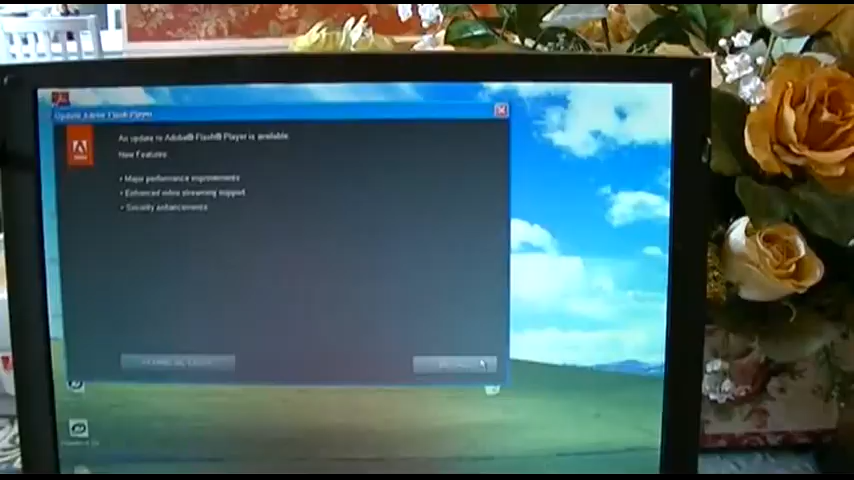 Update Adobe Flash Player
An update to Adobe® Flash® Player is available.
New Features:
• Major performance improvements
• Enhanced video streaming support
• Security enhancements